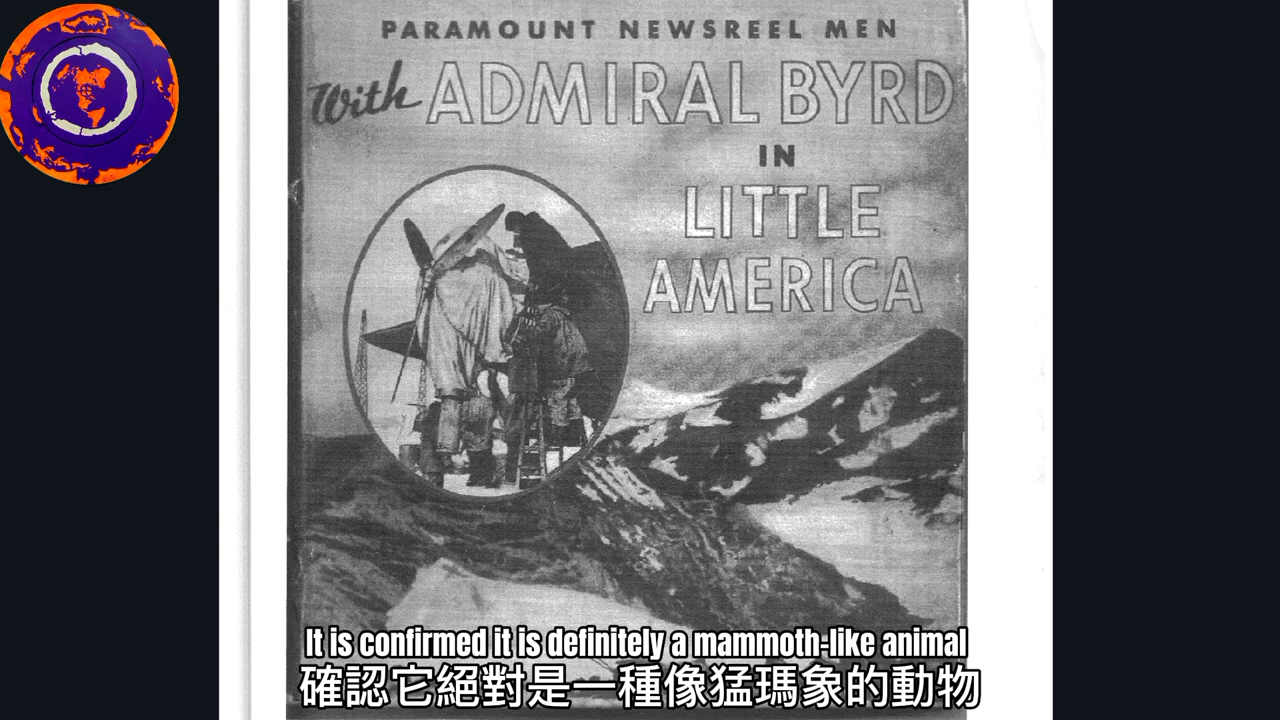 PARAMOUNT NEWSREEL MEN
With ADMIRAL BYRD
IN
LITTLE
AMERICA
It is confirmed it is definitely a mammoth-like animal
確認它絕對是一種像猛瑪象的動物